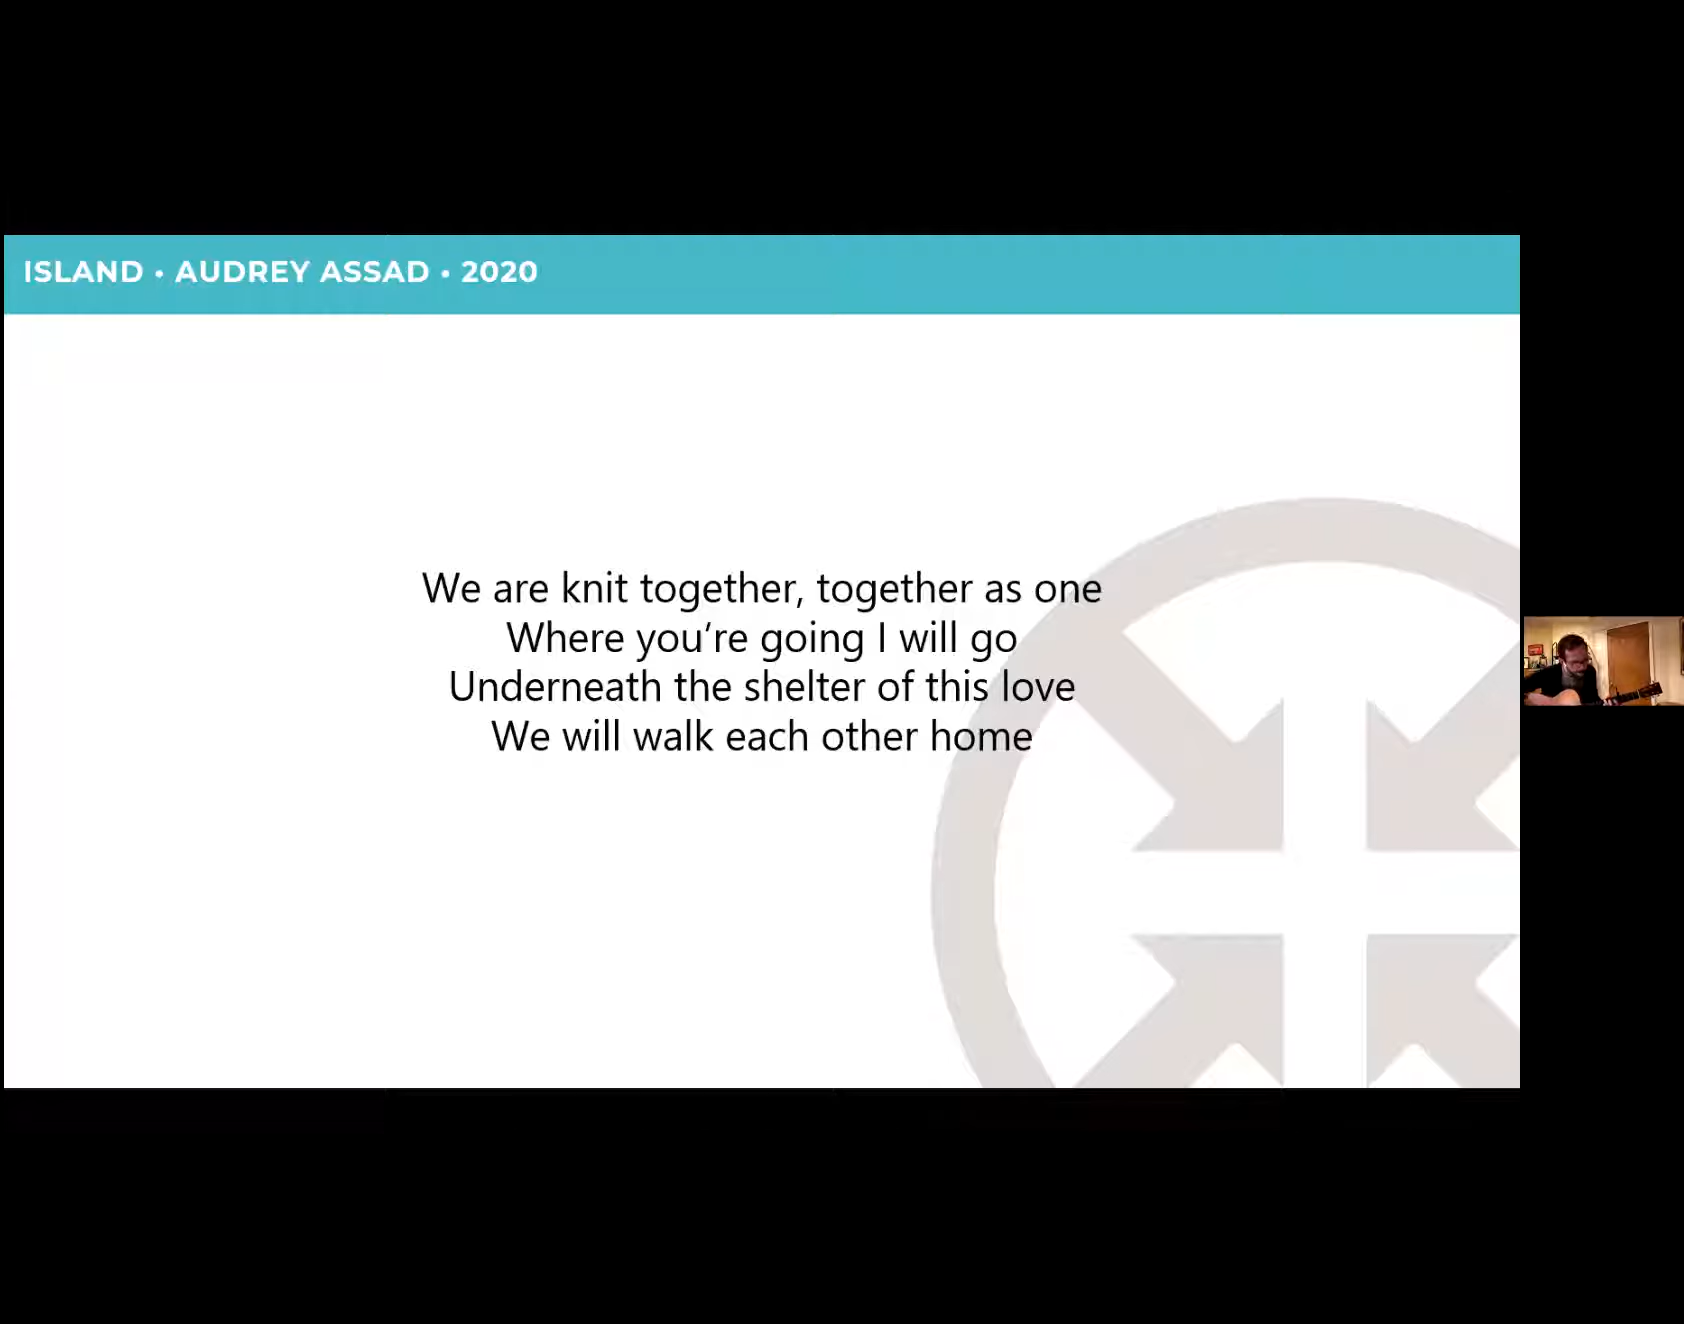 ISLAND • AUDREY ASSAD • 2020
We are knit together, together as one
Where you’re going I will go
Underneath the shelter of this love
We will walk each other home